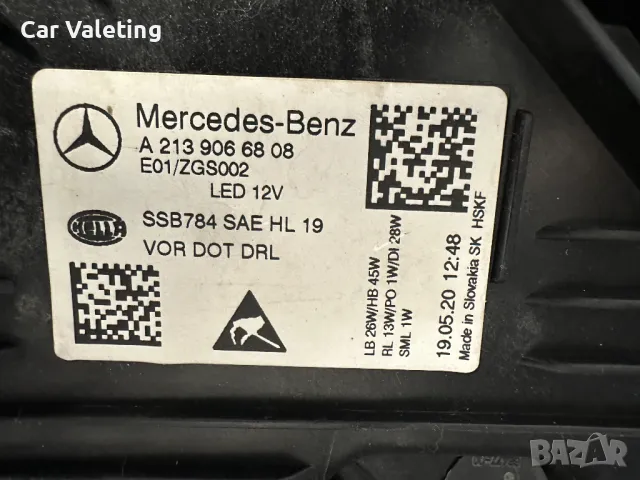 Car Valeting
Mercedes-Benz
A 213 906 68 08
E01/ZGS002
LED 12V
HELLA
SSB784 SAE HL 19
VOR DOT DRL
LB 26W/HB 45W
RL 13W/PO 1W/DI 28W
SML 1W
19.05.20 12:48
Made in Slovakia SK HSKF
BAZAR
bg